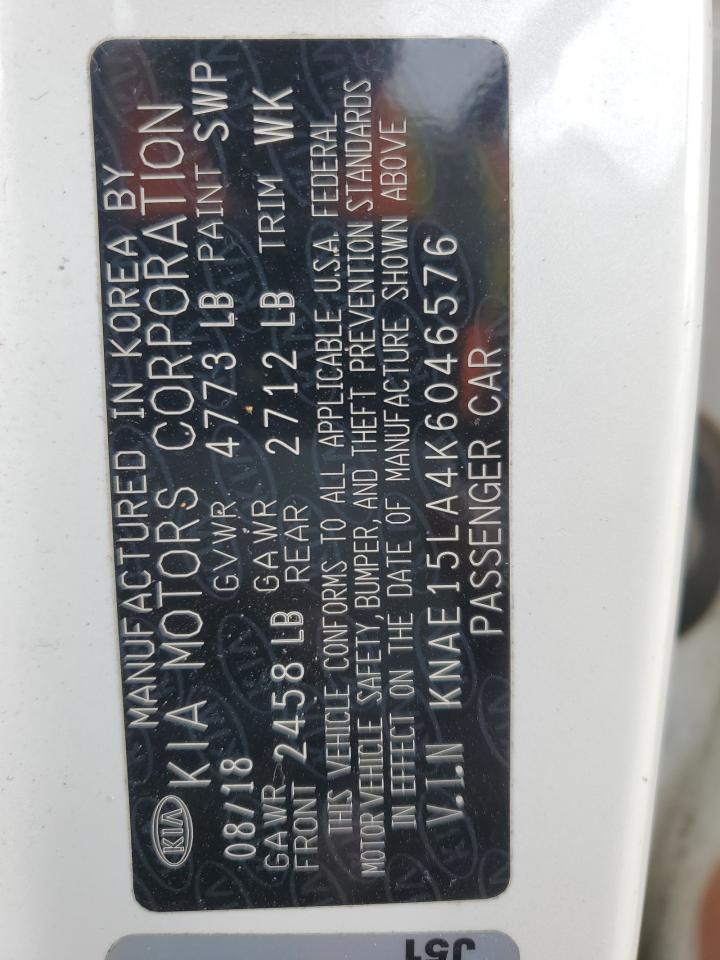 MANUFACTURED IN KOREA BY
KIA KIA MOTORS CORPORATION
08/18 GVWR 4773 LB PAINT SWP
GAWR FRONT 2458 LB GAWR REAR 2712 LB TRIM WK
THIS VEHICLE CONFORMS TO ALL APPLICABLE U.S.A. FEDERAL
MOTOR VEHICLE SAFETY, BUMPER, AND THEFT PREVENTION STANDARDS
IN EFFECT ON THE DATE OF MANUFACTURE SHOWN ABOVE
V.I.N KNAE15LA4K6046576
PASSENGER CAR
J51